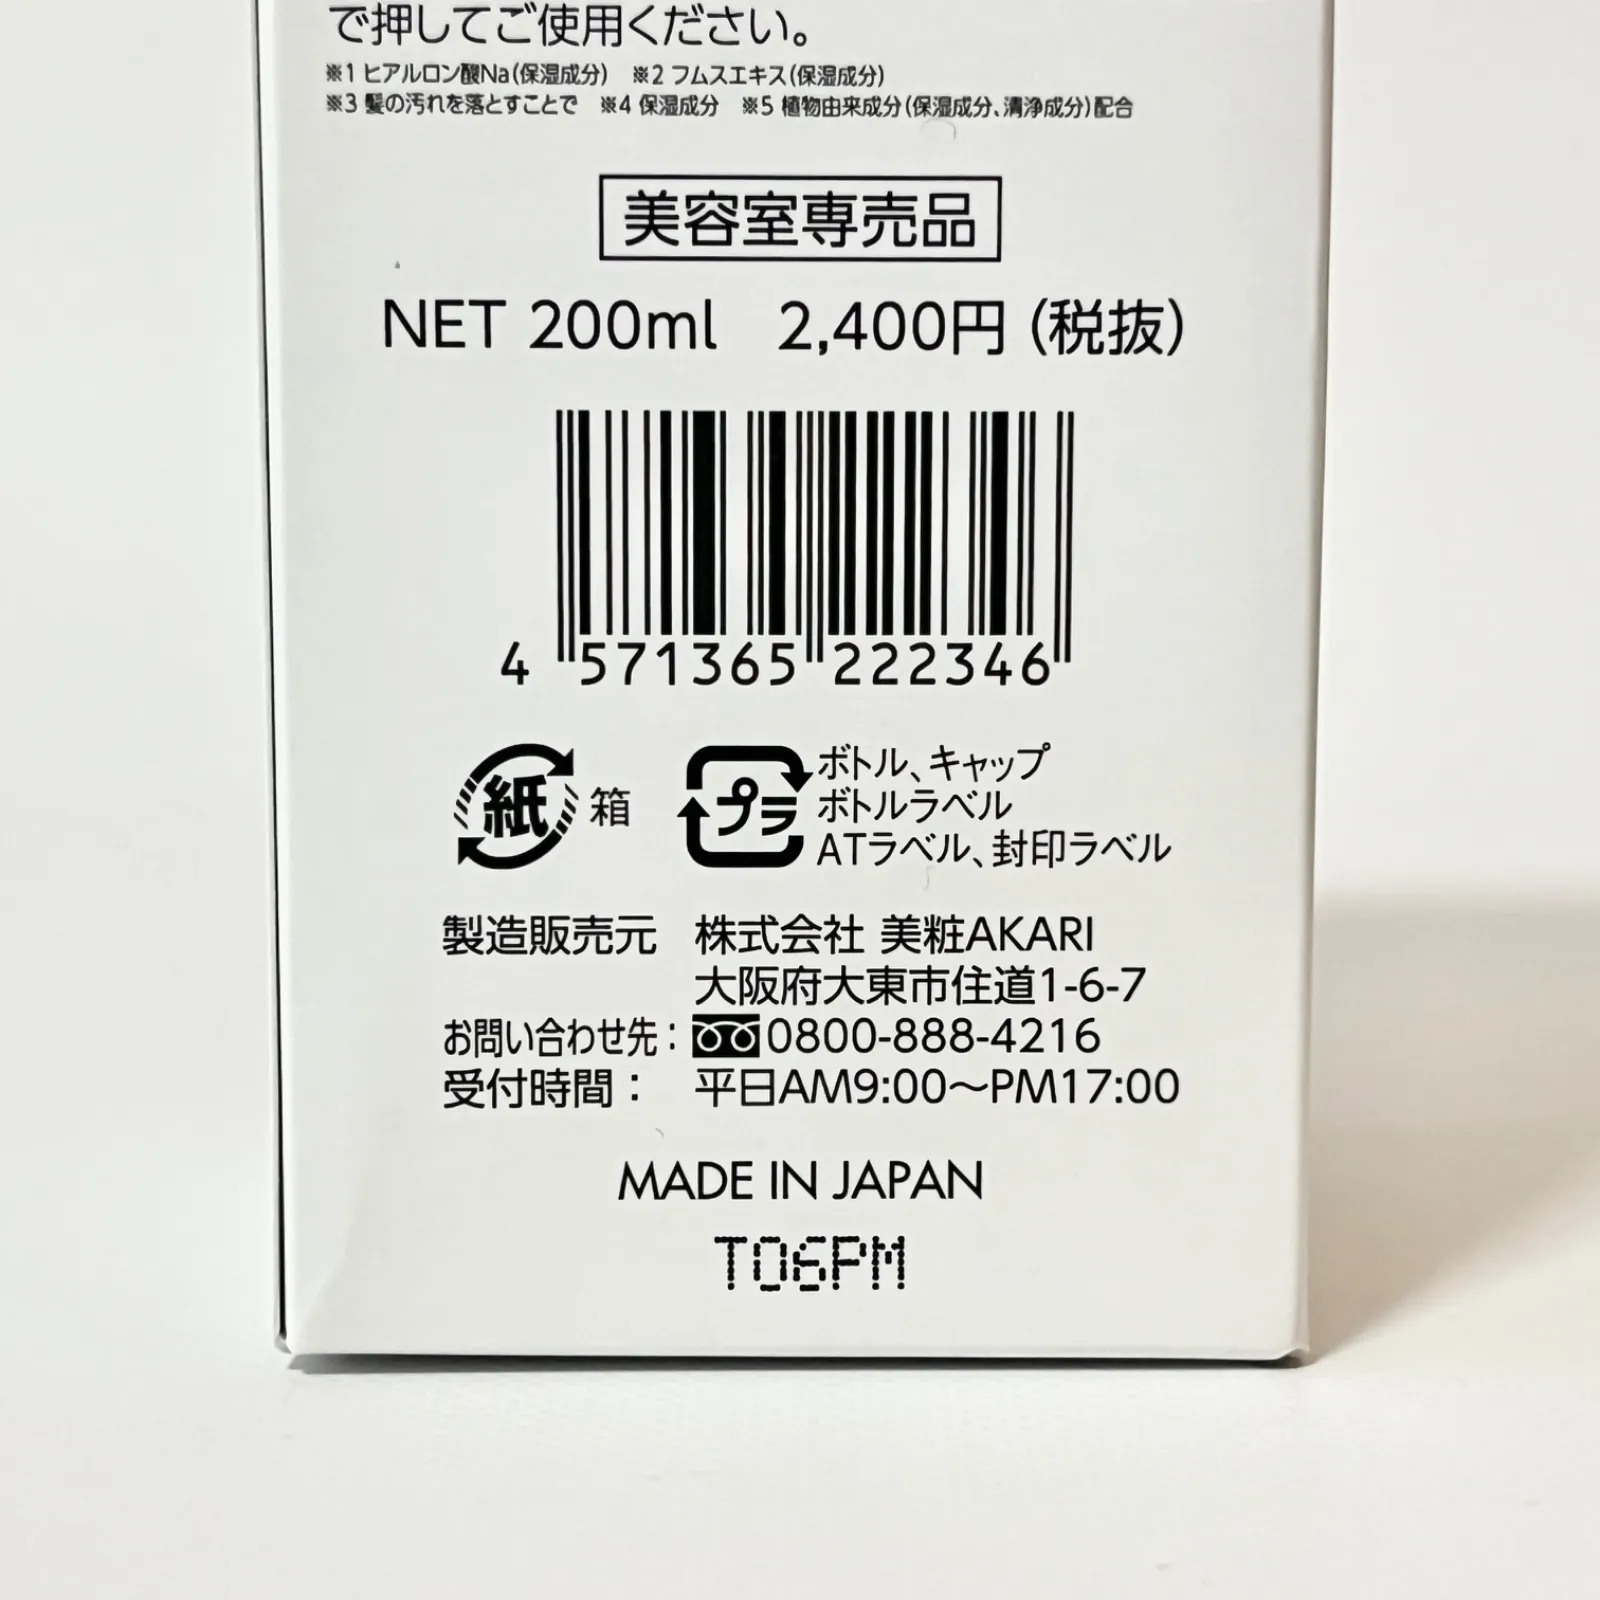 で押してご使用ください。
※1 ヒアルロン酸Na(保湿成分)　※2 フムスエキス(保湿成分)
※3 髪の汚れを落とすことで　※4 保湿成分　※5 植物由来成分(保湿成分、清浄成分)配合
美容室専売品
NET 200ml　2,400円 (税抜)
4 571365 222346
紙 箱
プラ ボトル、キャップ
ボトルラベル
ATラベル、封印ラベル
製造販売元　株式会社 美粧AKARI
大阪府大東市住道1-6-7
お問い合わせ先：0800-888-4216
受付時間：　平日AM9:00～PM17:00
MADE IN JAPAN
T06PM